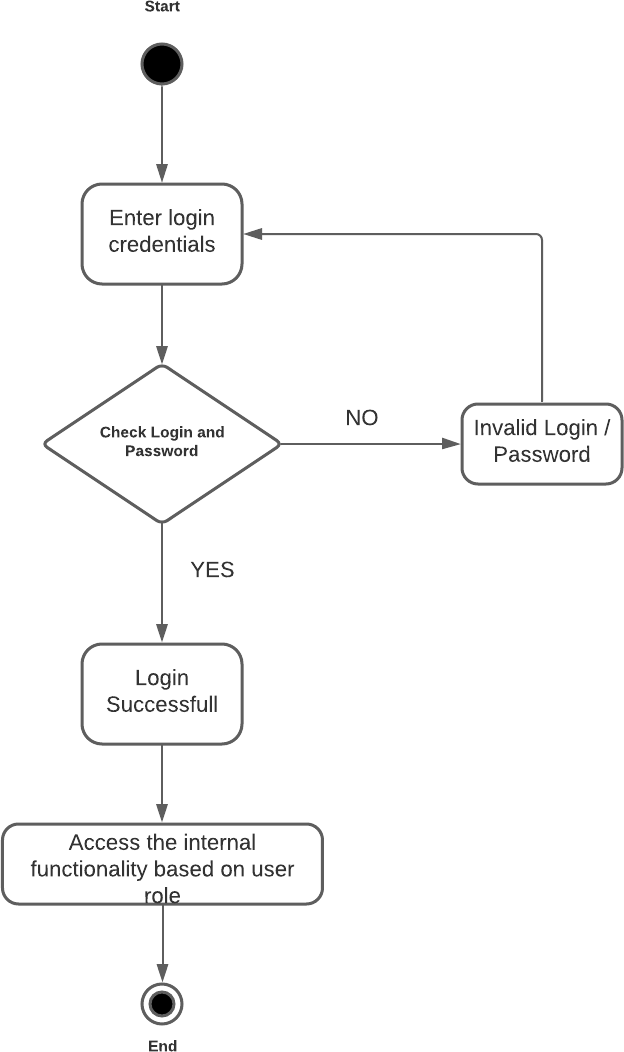 Start
Enter login
credentials
Check Login and
Password
NO
Invalid Login /
Password
YES
Login
Successfull
Access the internal
functionality based on user
role
End